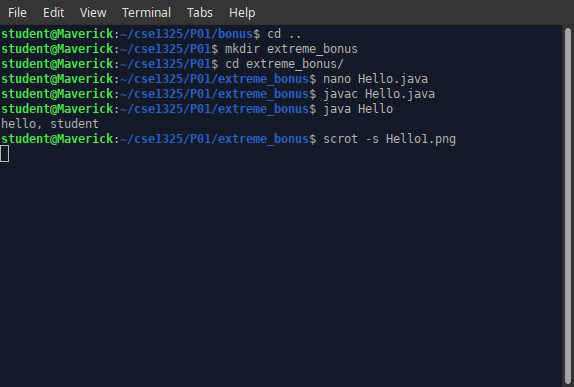 File Edit View Terminal Tabs Help
student@Maverick:~/cse1325/P01/bonus$ cd ..
student@Maverick:~/cse1325/P01$ mkdir extreme_bonus
student@Maverick:~/cse1325/P01$ cd extreme_bonus/
student@Maverick:~/cse1325/P01/extreme_bonus$ nano Hello.java
student@Maverick:~/cse1325/P01/extreme_bonus$ javac Hello.java
student@Maverick:~/cse1325/P01/extreme_bonus$ java Hello
hello, student
student@Maverick:~/cse1325/P01/extreme_bonus$ scrot -s Hello1.png